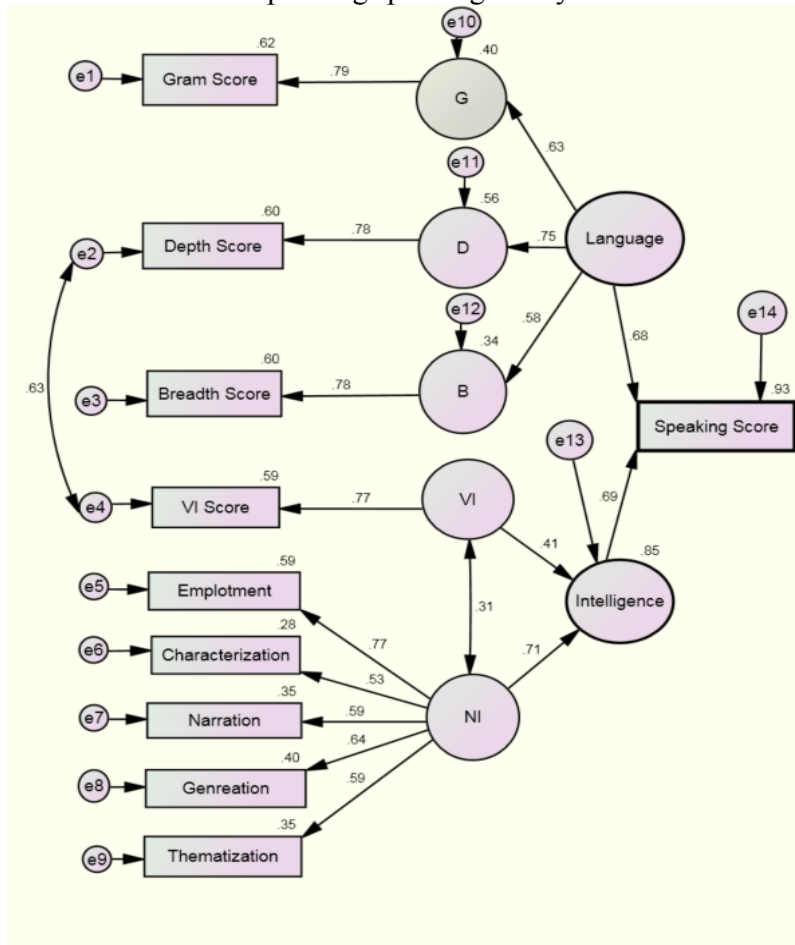 e10
.62
.40
e1
Gram Score
.79
G
.63
e11
.56
.60
e2
Depth Score
.78
D
.75
Language
e12
.58
.34
.68
e14
.60
.63
e3
Breadth Score
.78
B
.93
Speaking Score
e13
.59
e4
VI Score
.77
VI
.69
.41
.85
.59
e5
Emplotment
Intelligence
.31
.28
e6
Characterization
.77
.71
.53
.35
e7
Narration
.59
NI
.64
.40
e8
Genreation
.59
.35
e9
Thematization